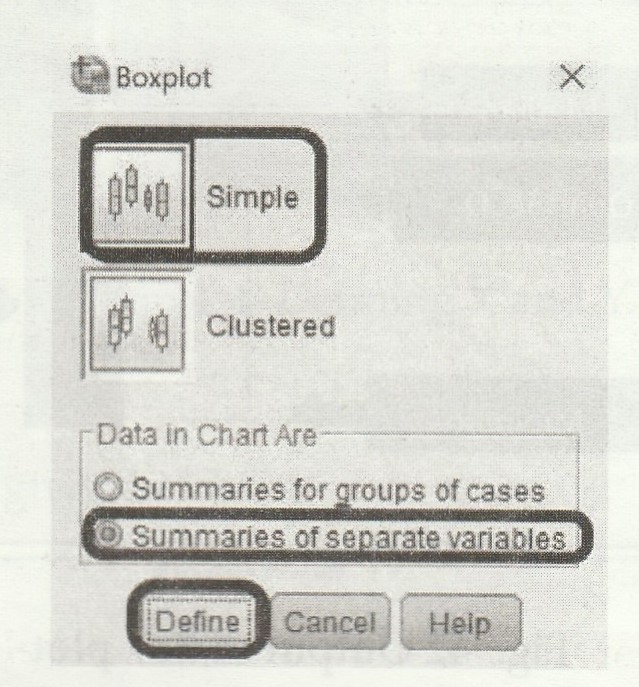 Boxplot
Simple
Clustered
Data in Chart Are
Summaries for groups of cases
Summaries of separate variables
Define Cancel Help